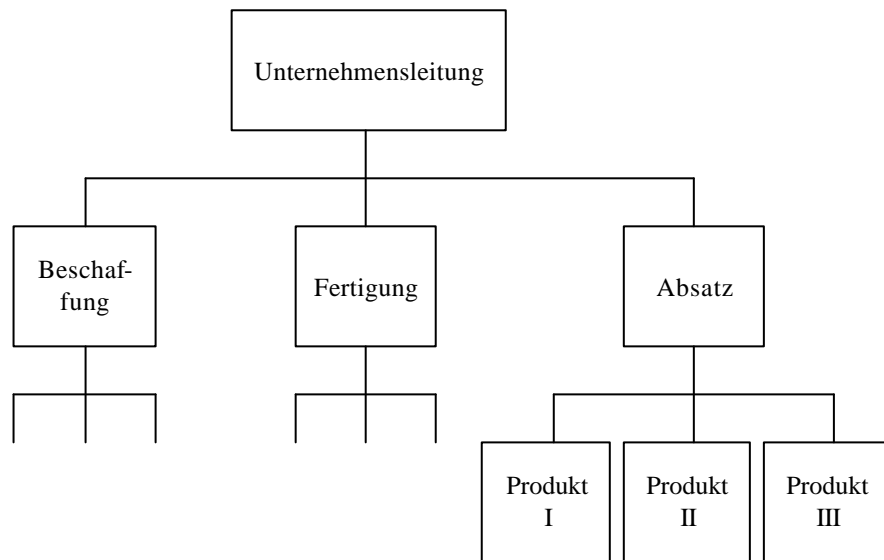 Unternehmensleitung
Beschaf-
fung
Fertigung
Absatz
Produkt
I
Produkt
II
Produkt
III